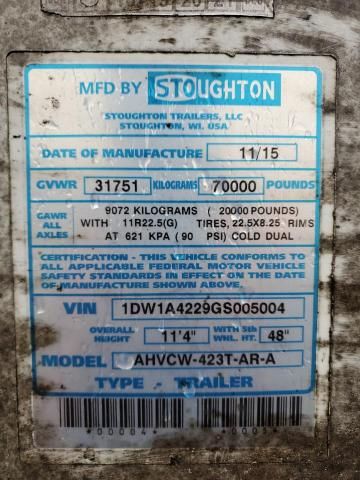 MFD BY STOUGHTON
STOUGHTON TRAILERS, LLC
STOUGHTON, WI. USA
DATE OF MANUFACTURE 11/15
GVWR 31751 KILOGRAMS 70000 POUNDS
GAWR ALL AXLES
9072 KILOGRAMS ( 20000 POUNDS)
WITH 11R22.5(G) TIRES, 22.5X8.25 RIMS
AT 621 KPA (90 PSI) COLD DUAL
CERTIFICATION - THIS VEHICLE CONFORMS TO
ALL APPLICABLE FEDERAL MOTOR VEHICLE
SAFETY STANDARDS IN EFFECT ON THE DATE
OF MANUFACTURE SHOWN ABOVE.
VIN 1DW1A4229GS005004
OVERALL HEIGHT 11'4" WITH 5th WHL. HT. 48"
MODEL AHVCW-423T-AR-A
TYPE - TRAILER